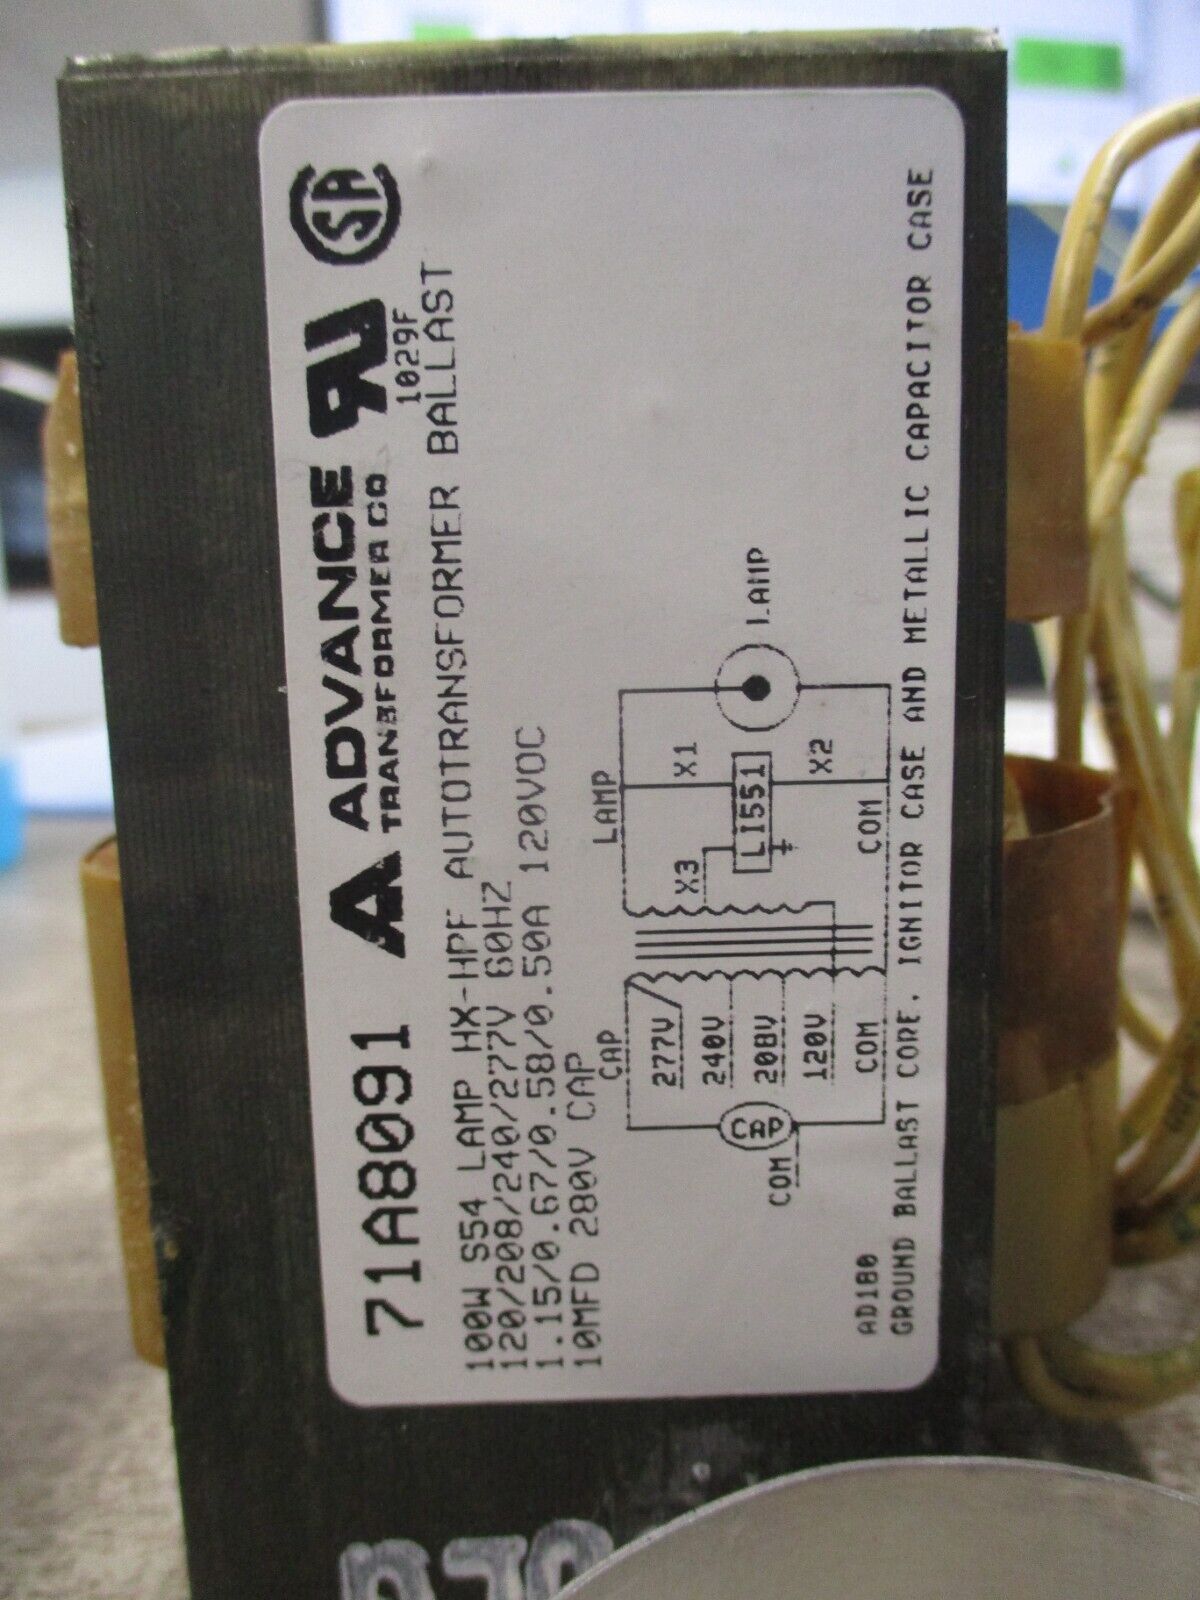 71A8091 ADVANCE
TRANSFORMER CO
SA
1029F
100W S54 LAMP HX-HPF AUTOTRANSFORMER BALLAST
120/208/240/277V 60HZ
1.15/0.67/0.58/0.50A 120VOC
10MFD 280V CAP
CAP
LAMP
277V
240V
208V
120V
COM
CAP
COM
X3
X1
LI551
X2
COM
LAMP
AD180
GROUND BALLAST CORE, IGNITOR CASE AND METALLIC CAPACITOR CASE